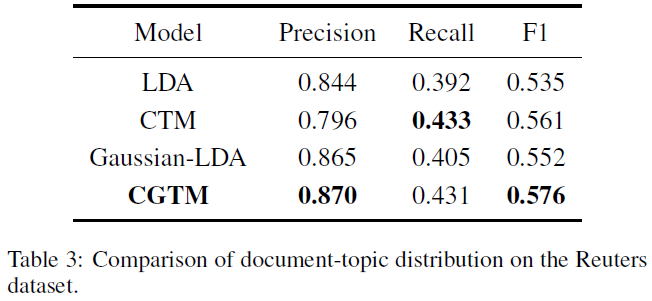 Model Precision Recall F1
LDA 0.844 0.392 0.535
CTM 0.796 0.433 0.561
Gaussian-LDA 0.865 0.405 0.552
CGTM 0.870 0.431 0.576
Table 3: Comparison of document-topic distribution on the Reuters
dataset.